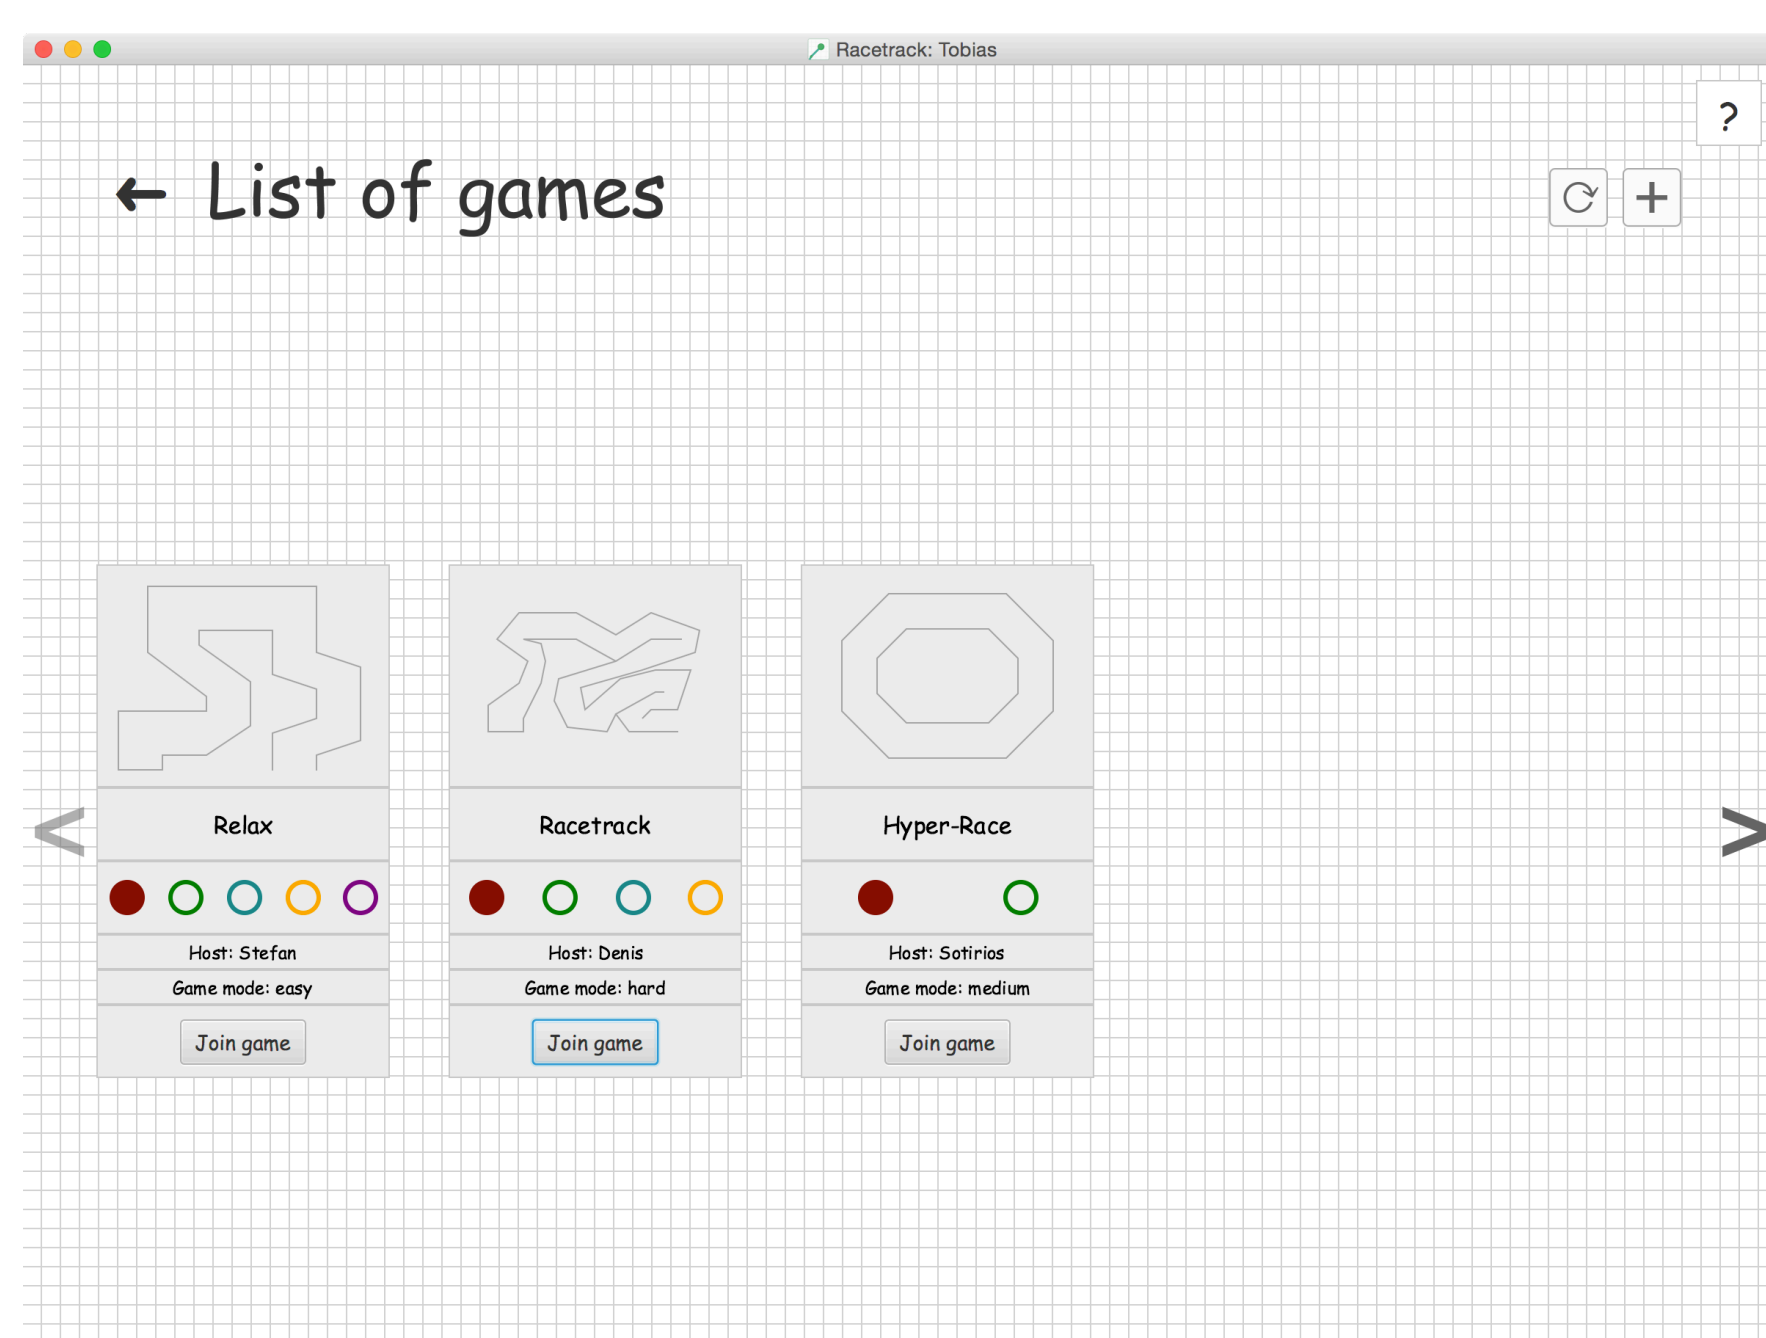 Racetrack: Tobias
?
← List of games
+
< >
Relax
Racetrack
Hyper-Race
Host: Stefan
Host: Denis
Host: Sotirios
Game mode: easy
Game mode: hard
Game mode: medium
Join game
Join game
Join game